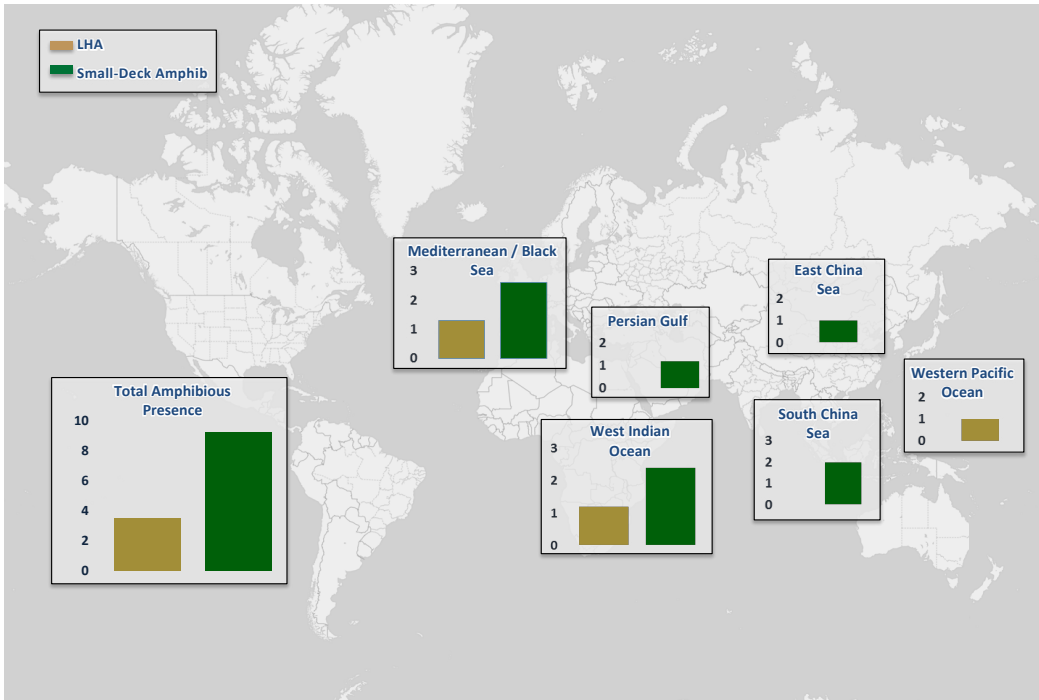 LHA
Small-Deck Amphib
Mediterranean / Black
Sea
3
2
1
0
East China
Sea
2
1
0
Persian Gulf
2
1
0
Western Pacific
Ocean
2
1
0
Total Amphibious
Presence
10
8
6
4
2
0
South China
Sea
3
2
1
0
West Indian
Ocean
3
2
1
0